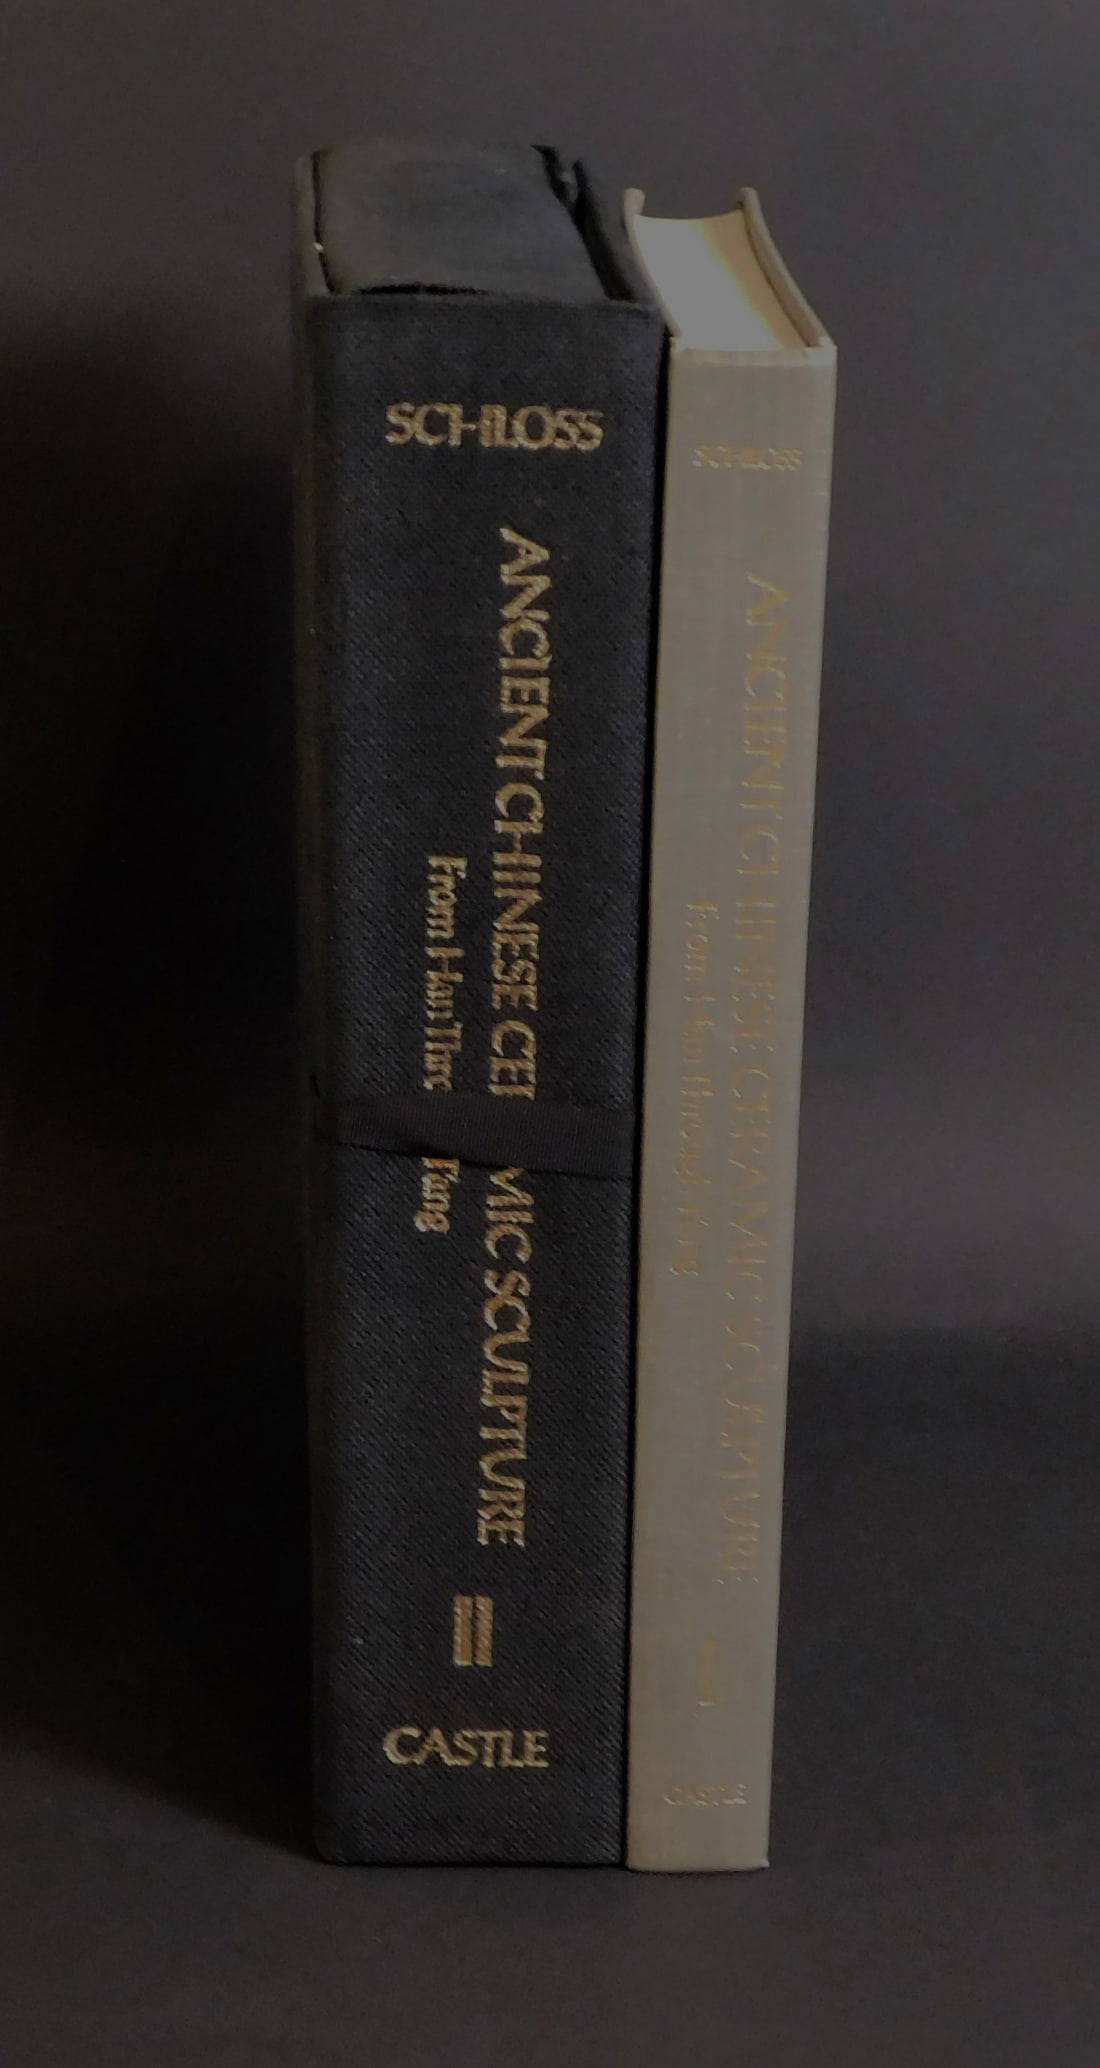 SCHLOSS
ANCIENT CHINESE CE MIC SCULPTURE
From Han Thro Tang
II
CASTLE
SCHLOSS
ANCIENT CHINESE CERAMIC SCULPTURE
From Han through Tang
CASTLE